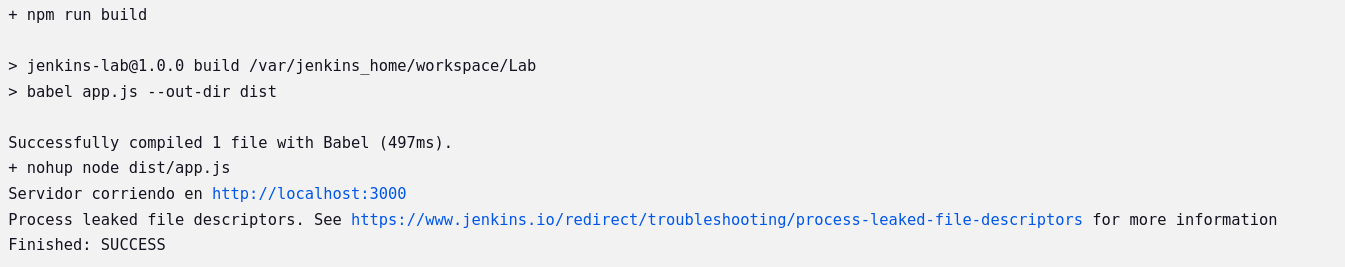 + npm run build
> jenkins-lab@1.0.0 build /var/jenkins_home/workspace/Lab
> babel app.js --out-dir dist
Successfully compiled 1 file with Babel (497ms).
+ nohup node dist/app.js
Servidor corriendo en http://localhost:3000
Process leaked file descriptors. See https://www.jenkins.io/redirect/troubleshooting/process-leaked-file-descriptors for more information
Finished: SUCCESS